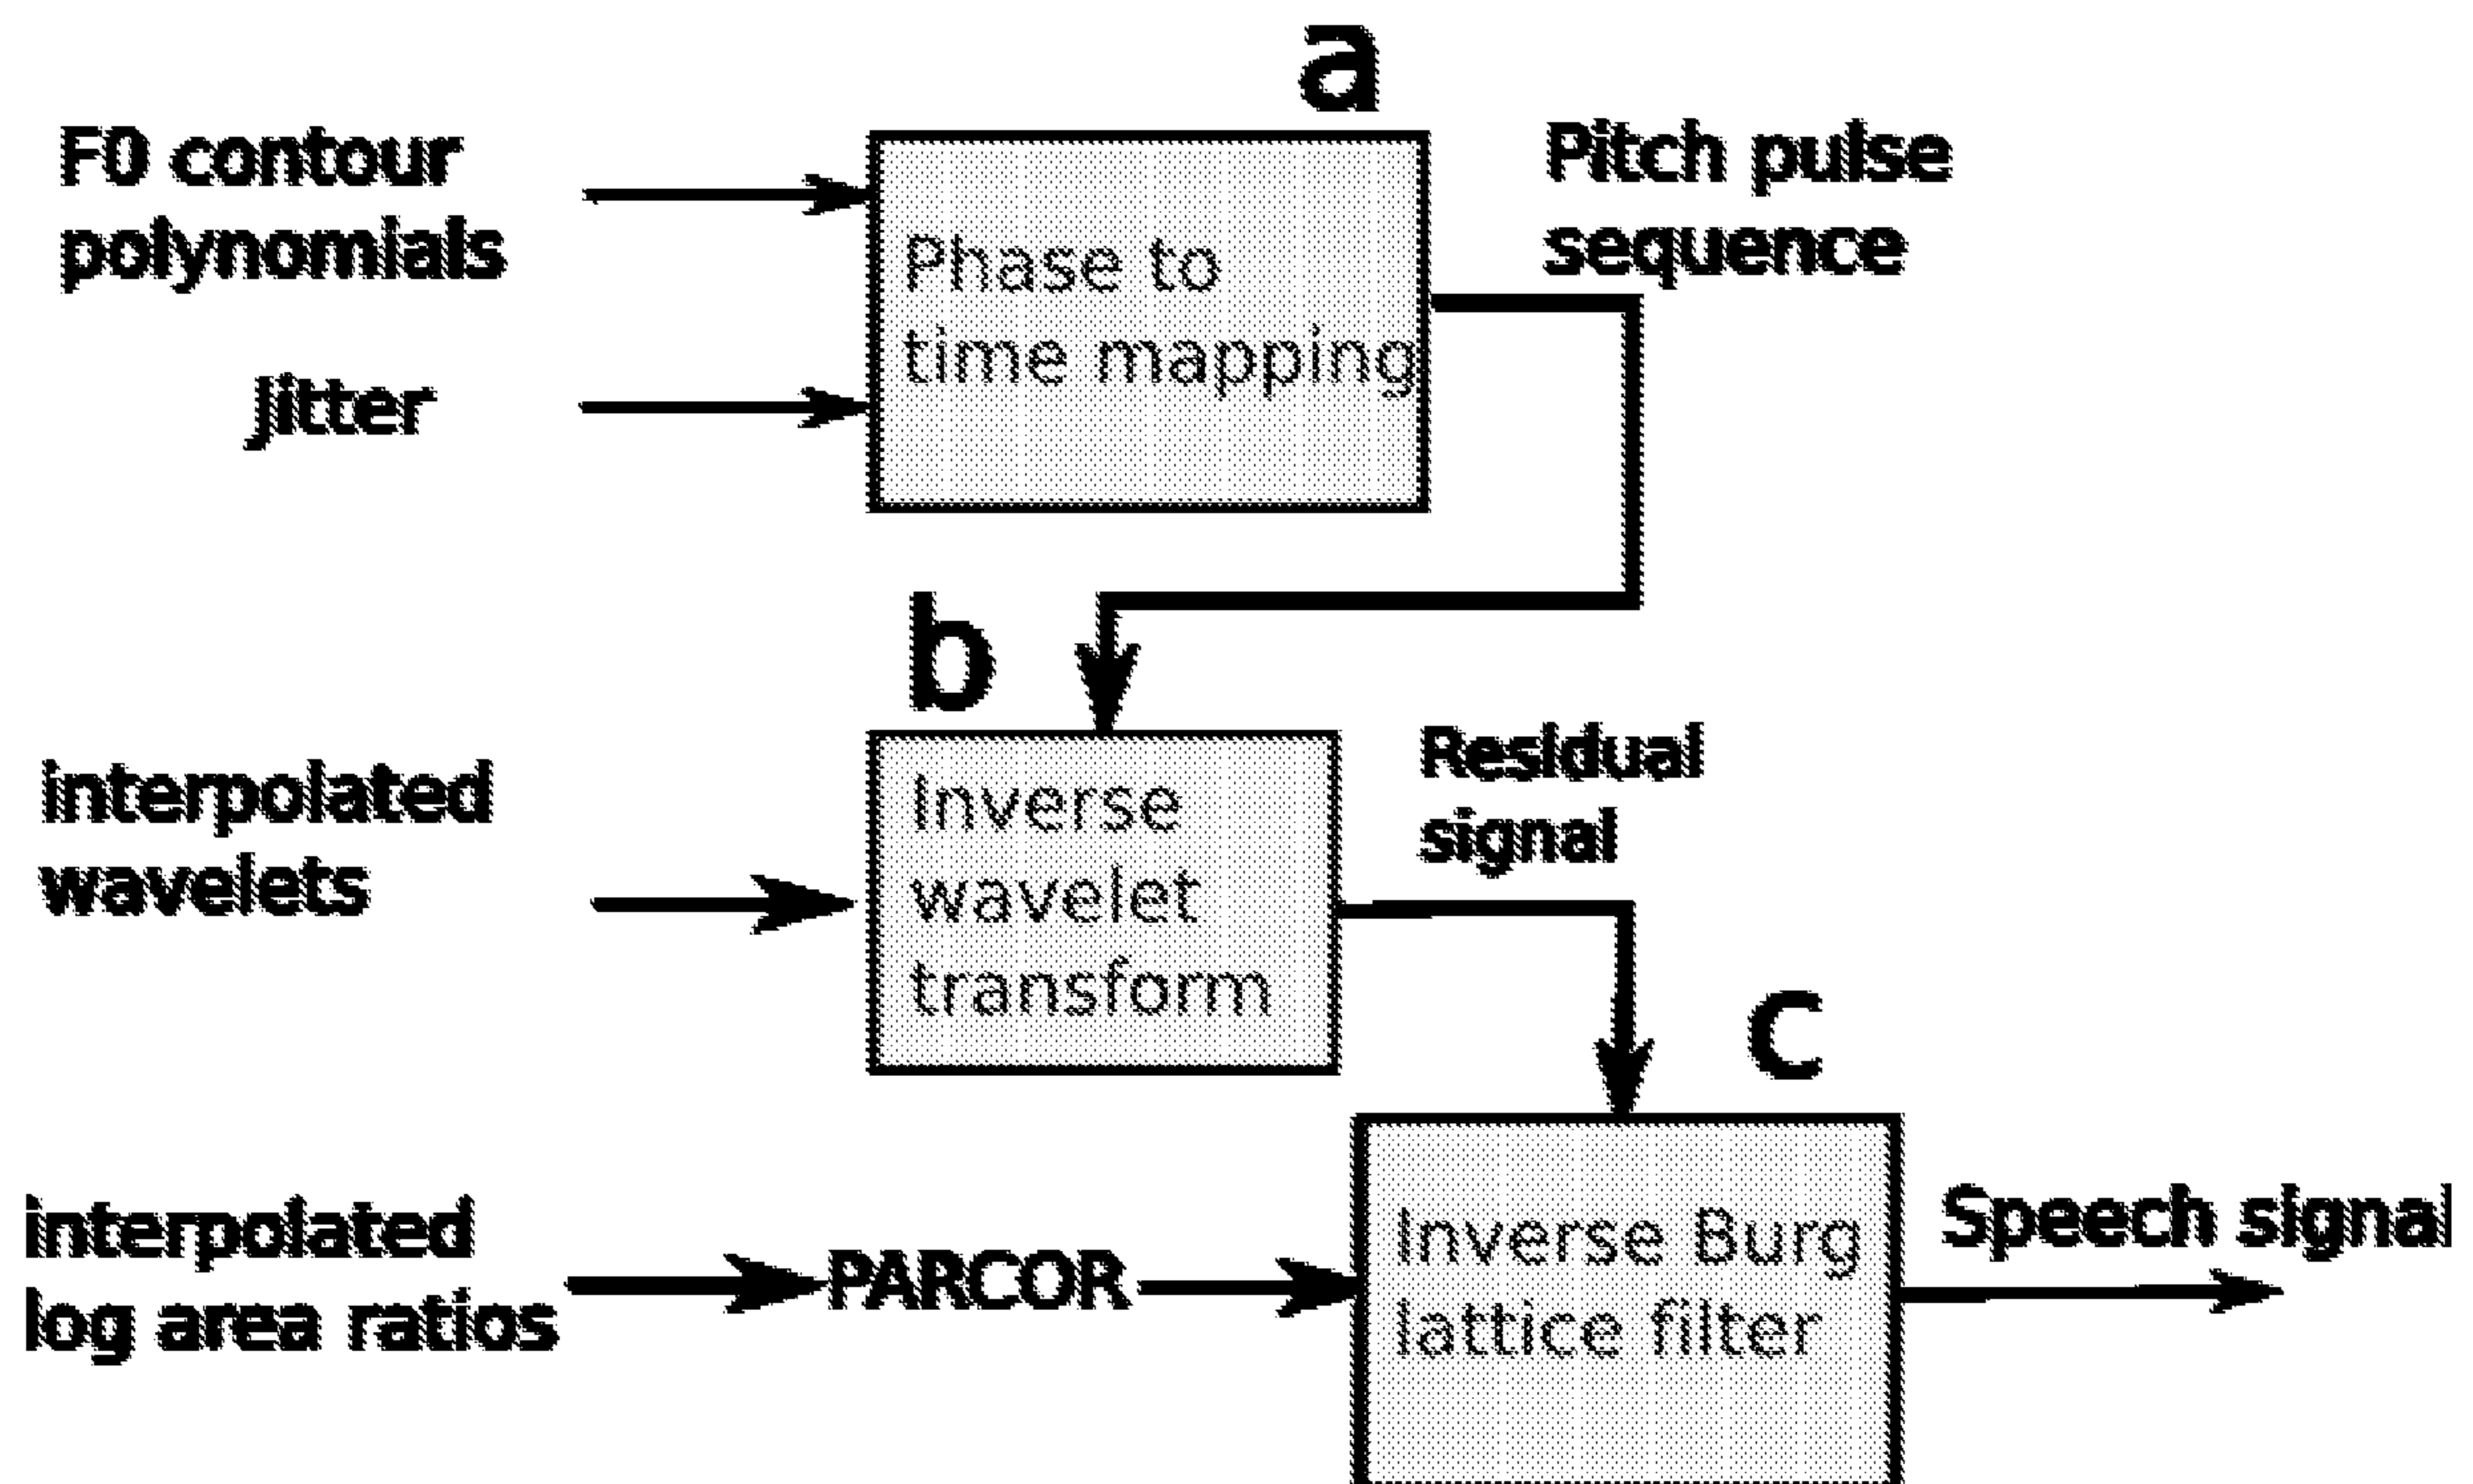 a
F0 contour
polynomials
Jitter
Phase to
time mapping
Pitch pulse
sequence
b
interpolated
wavelets
Inverse
wavelet
transform
Residual
signal
c
interpolated
log area ratios
PARCOR
Inverse Burg
lattice filter
Speech signal